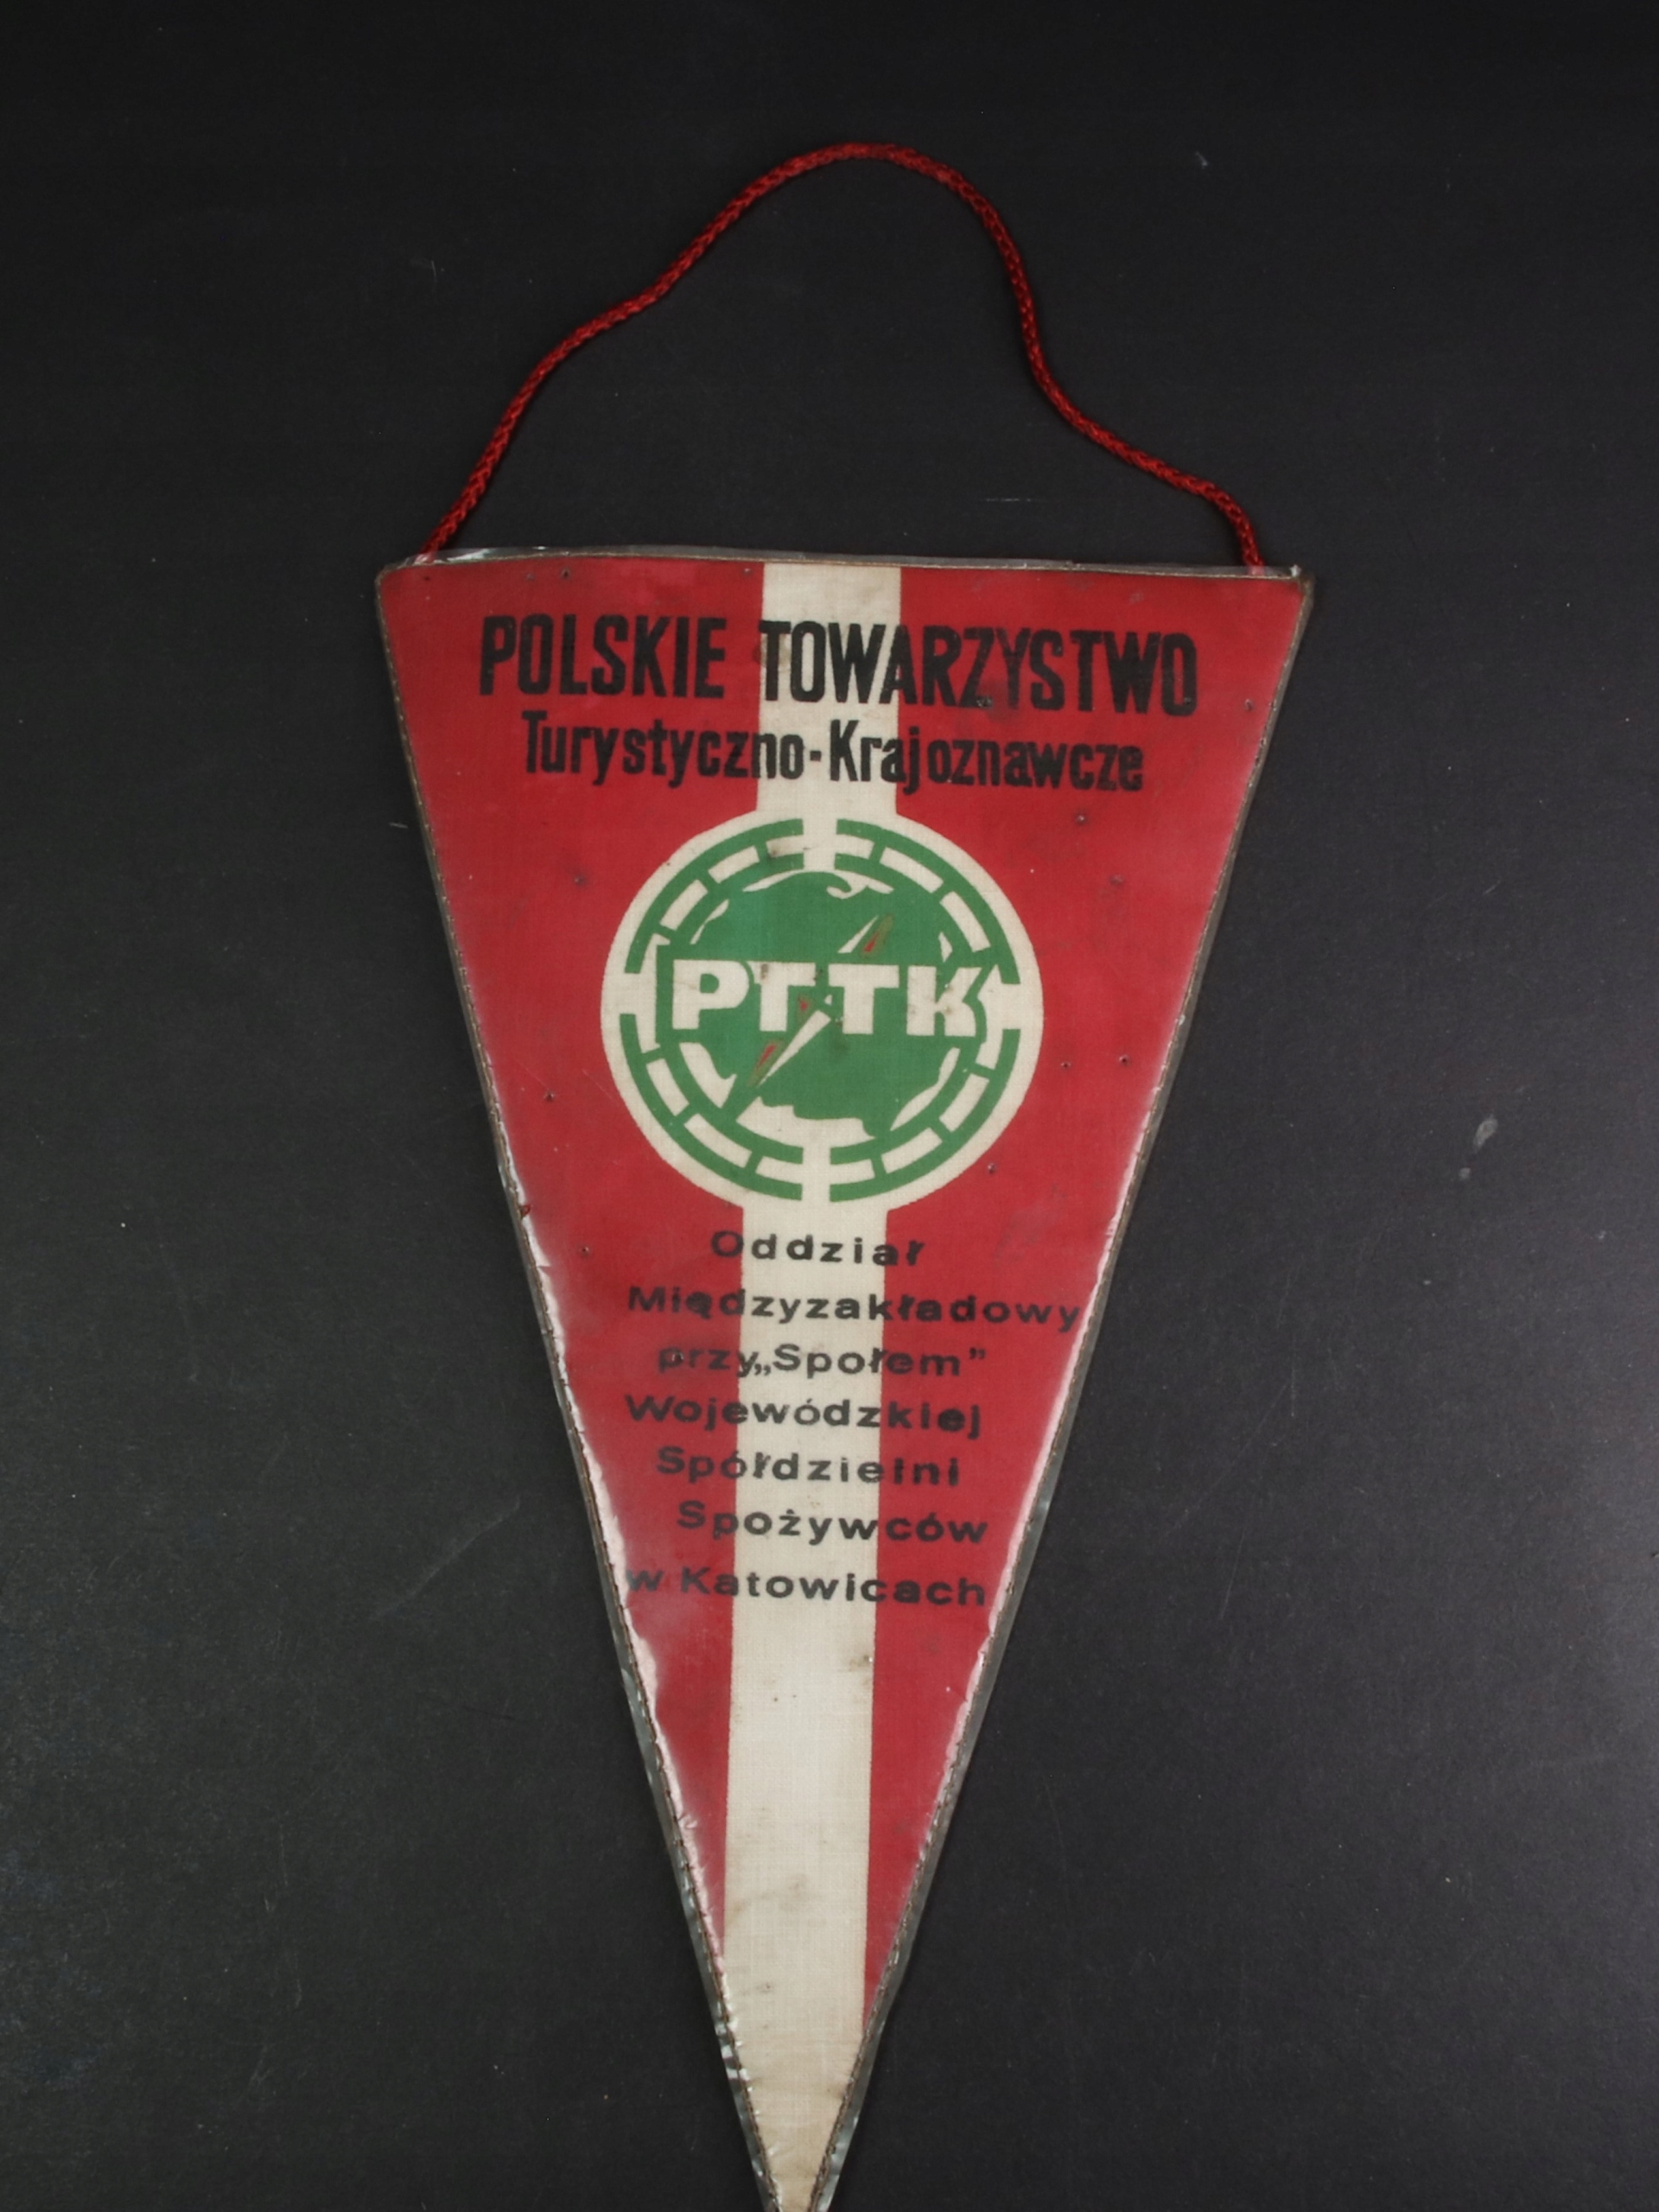 POLSKIE TOWARZYSTWO
Turystyczno-Krajoznawcze
PTTK
Oddział
Międzyzakładowy
przy „Społem”
Wojewódzkiej
Spółdzielni
Spożywców
w Katowicach